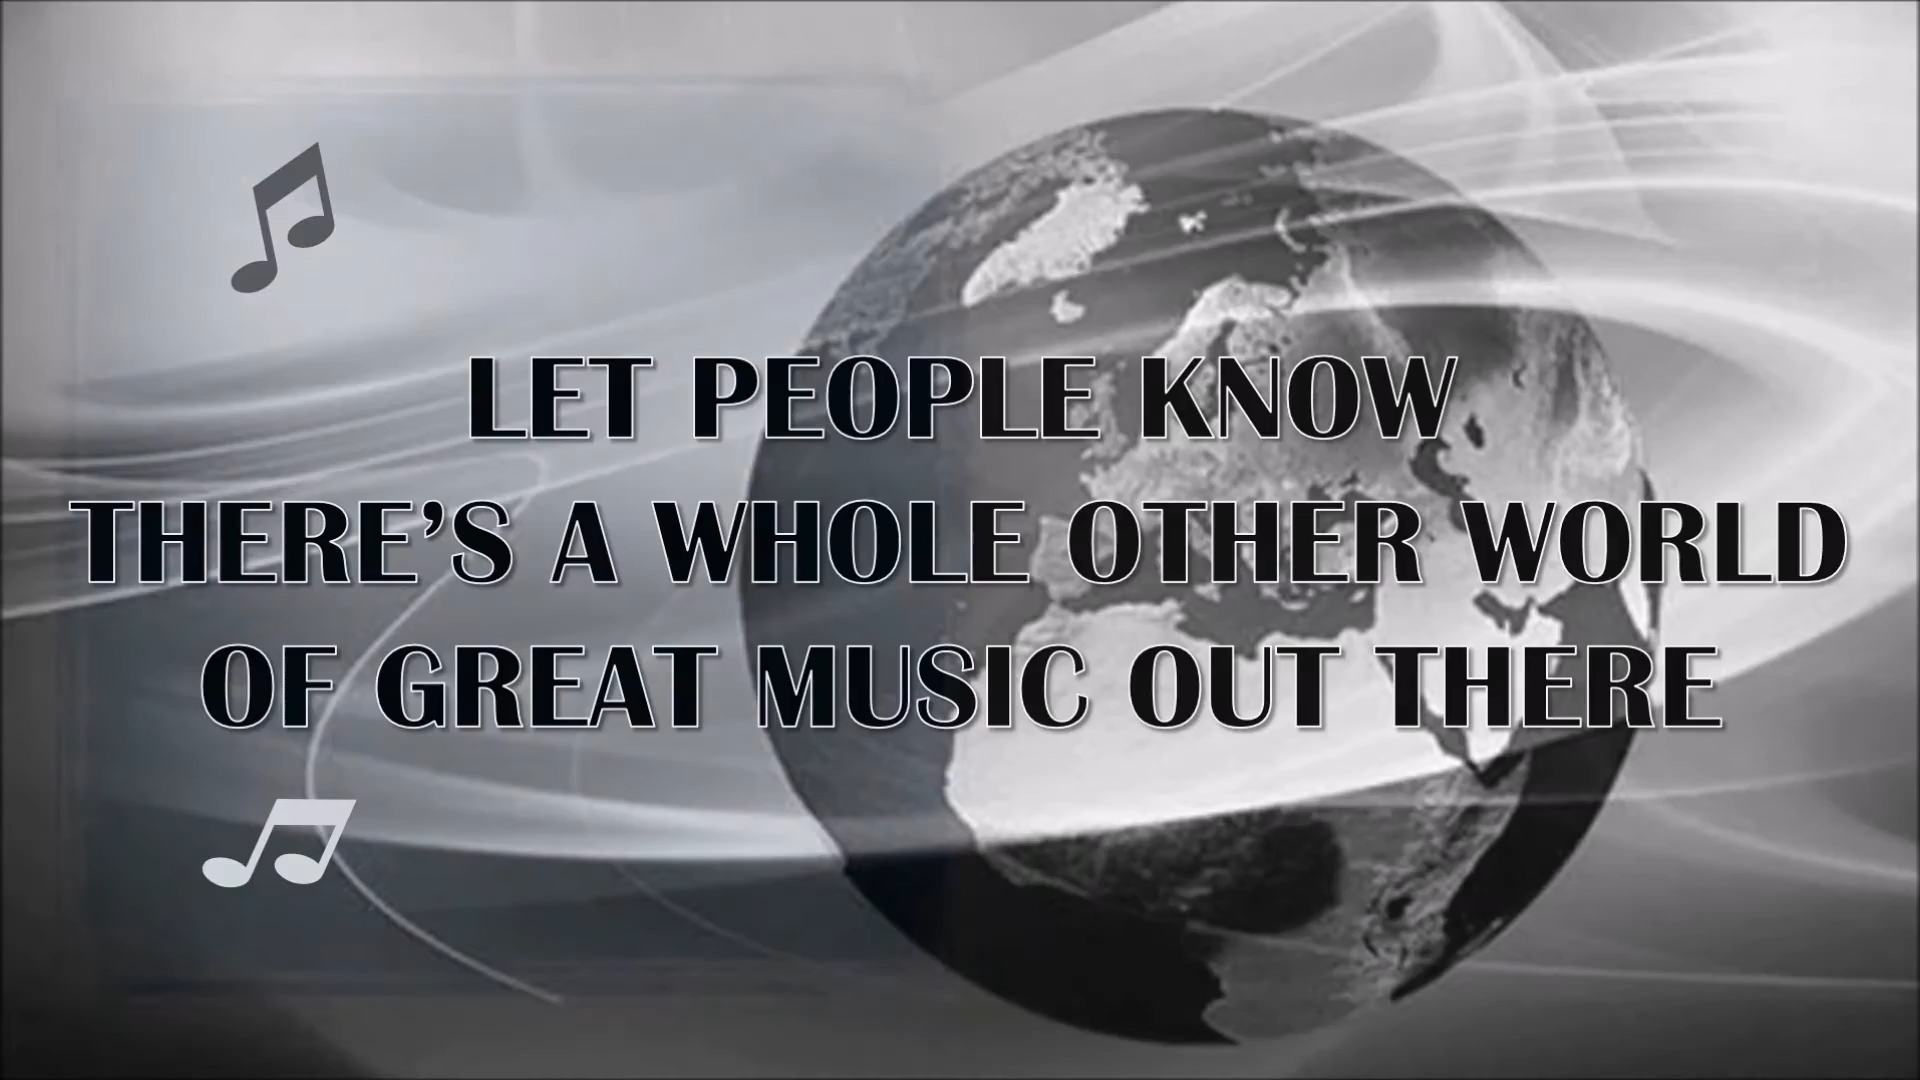 LET PEOPLE KNOW
THERE’S A WHOLE OTHER WORLD
OF GREAT MUSIC OUT THERE